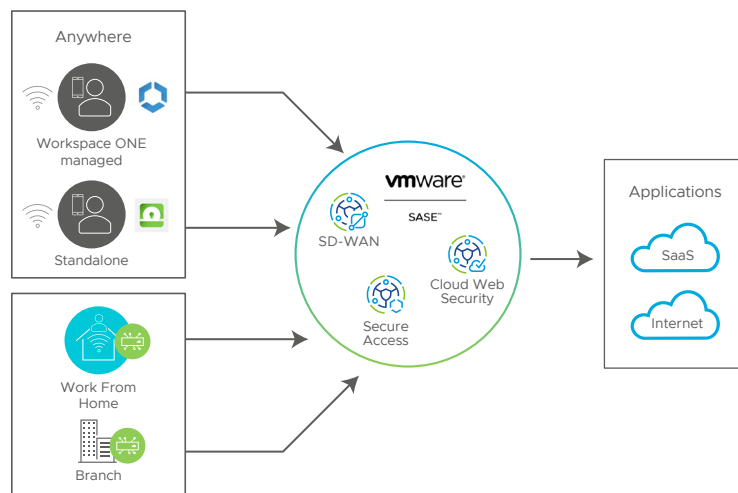 Anywhere
Workspace ONE
managed
Standalone
Work From
Home
Branch
vmware®
SASE™
SD-WAN
Cloud Web
Security
Secure
Access
Applications
SaaS
Internet